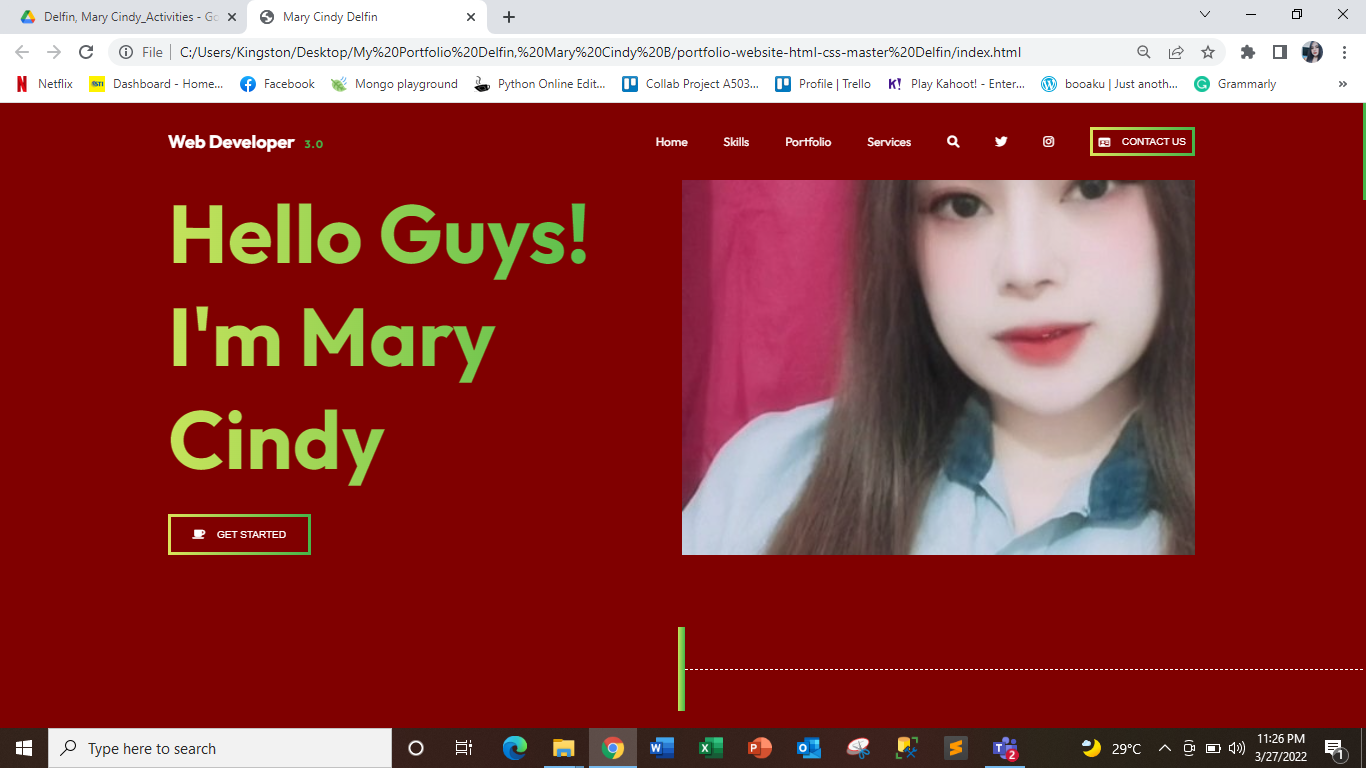 Delfin, Mary Cindy_Activities - Go
Mary Cindy Delfin
File
C:/Users/Kingston/Desktop/My%20Portfolio%20Delfin,%20Mary%20Cindy%20B/portfolio-website-html-css-master%20Delfin/index.html
Netflix
Dashboard - Home...
Facebook
Mongo playground
Python Online Edit...
Collab Project A503...
Profile | Trello
K!
Play Kahoot! - Enter...
booaku | Just anoth...
Grammarly
»
Web Developer 3.0
Home
Skills
Portfolio
Services
CONTACT US
Hello Guys!
I'm Mary
Cindy
GET STARTED
Type here to search
2
29°C
11:26 PM
3/27/2022
1